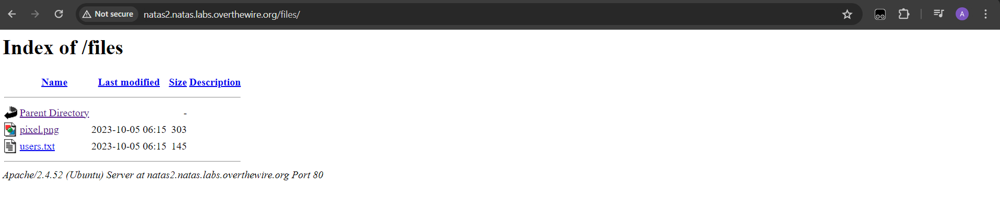 Not secure natas2.natas.labs.overthewire.org/files/ A
Index of /files
Name Last modified Size Description
Parent Directory -
pixel.png 2023-10-05 06:15 303
users.txt 2023-10-05 06:15 145
Apache/2.4.52 (Ubuntu) Server at natas2.natas.labs.overthewire.org Port 80